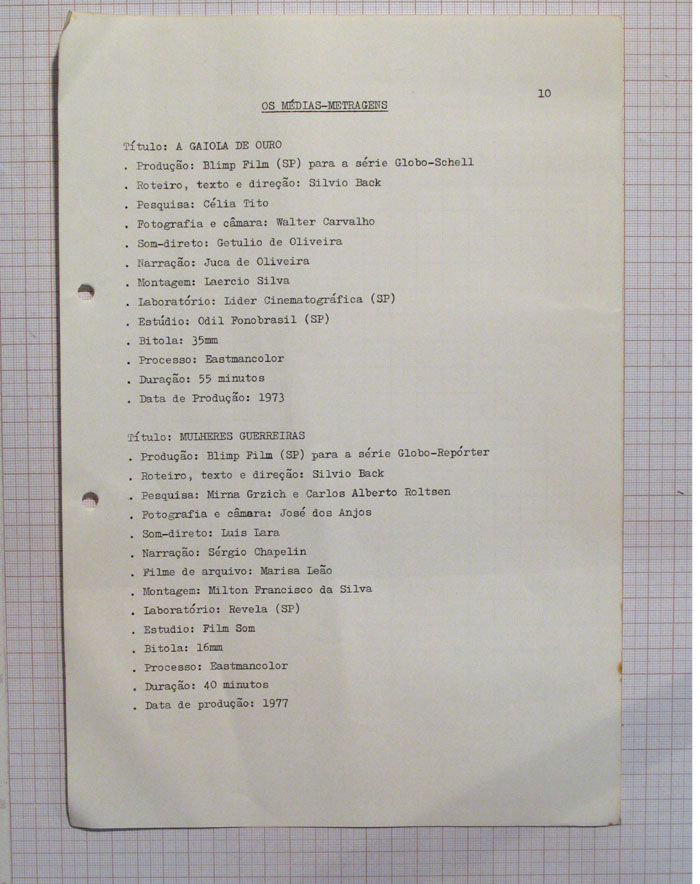 10
OS MÉDIAS-METRAGENS
Título: A GAIOLA DE OURO
. Produção: Blimp Film (SP) para a série Globo-Schell
. Roteiro, texto e direção: Silvio Back
. Pesquisa: Célia Tito
. Fotografia e câmara: Walter Carvalho
. Som-direto: Getulio de Oliveira
. Narração: Juca de Oliveira
. Montagem: Laercio Silva
. Laboratório: Lider Cinematográfica (SP)
. Estúdio: Odil Fonobrasil (SP)
. Bitola: 35mm
. Processo: Eastmancolor
. Duração: 55 minutos
. Data de Produção: 1973
Título: MULHERES GUERREIRAS
. Produção: Blimp Film (SP) para a série Globo-Repórter
. Roteiro, texto e direção: Silvio Back
. Pesquisa: Mirna Grzich e Carlos Alberto Roltsen
. Fotografia e câmara: José dos Anjos
. Som-direto: Luis Lara
. Narração: Sérgio Chapelin
. Filme de arquivo: Marisa Leão
. Montagem: Milton Francisco da Silva
. Laboratório: Revela (SP)
. Estudio: Film Som
. Bitola: 16mm
. Processo: Eastmancolor
. Duração: 40 minutos
. Data de produção: 1977